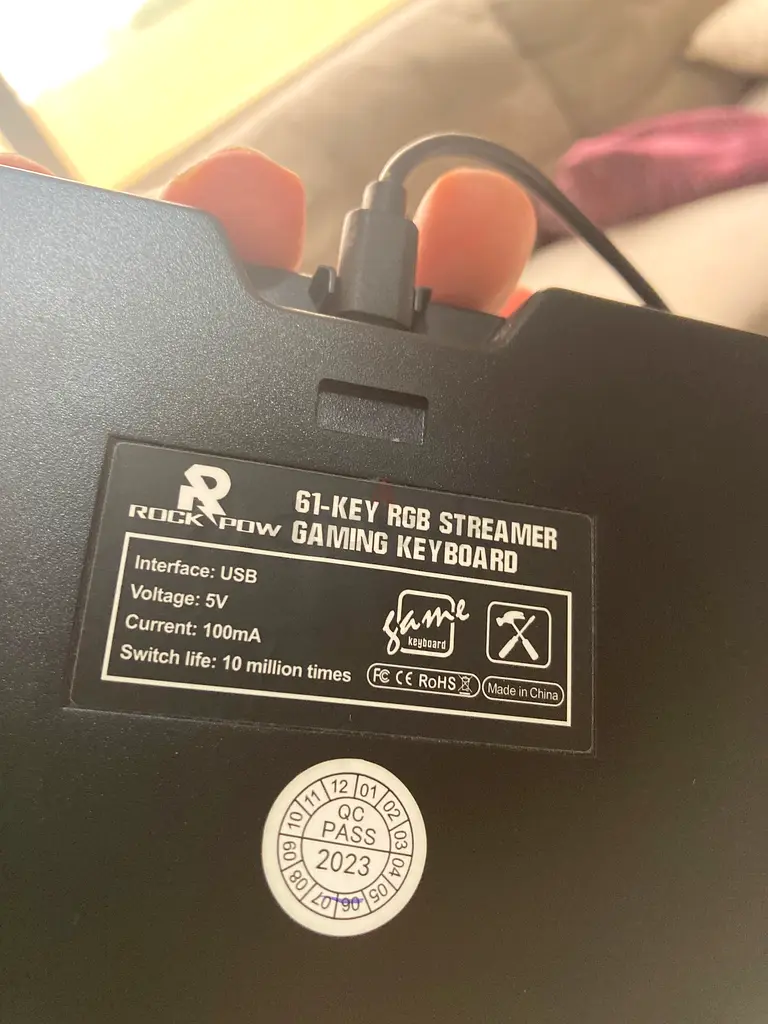 ROCK POW
61-KEY RGB STREAMER
GAMING KEYBOARD
Interface: USB
Voltage: 5V
Current: 100mA
Switch life: 10 million times
game
keyboard
FC CE RoHS
Made in China
QC
PASS
2023
01 02 03 04 05 06 07 08 09 10 11 12